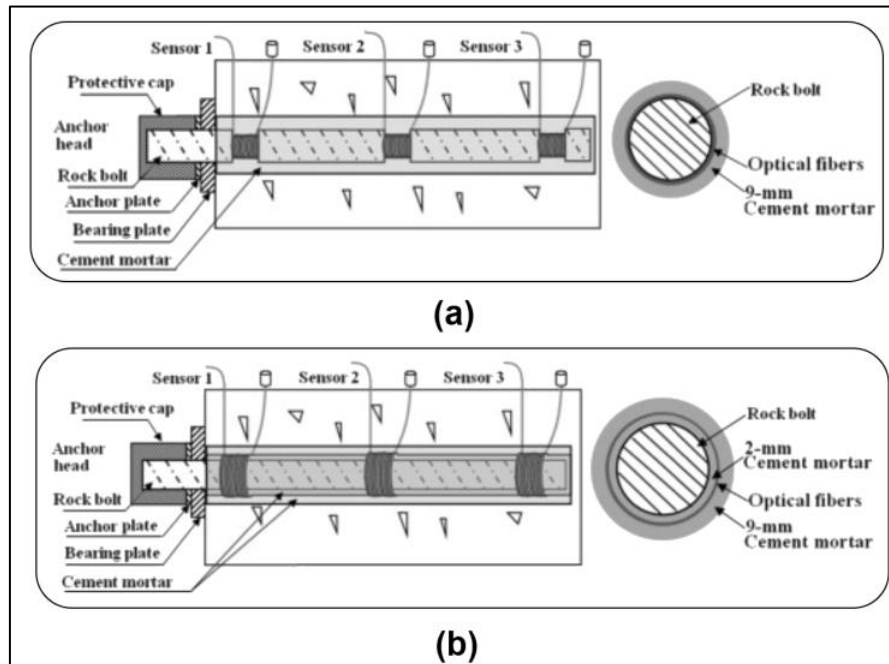 Sensor 1 Sensor 2 Sensor 3
Protective cap
Anchor
head
Rock bolt
Anchor plate
Bearing plate
Cement mortar
Rock bolt
Optical fibers
9-mm
Cement mortar
(a)
Sensor 1 Sensor 2 Sensor 3
Protective cap
Anchor
head
Rock bolt
Anchor plate
Bearing plate
Cement mortar
Rock bolt
2-mm
Cement mortar
Optical fibers
9-mm
Cement mortar
(b)